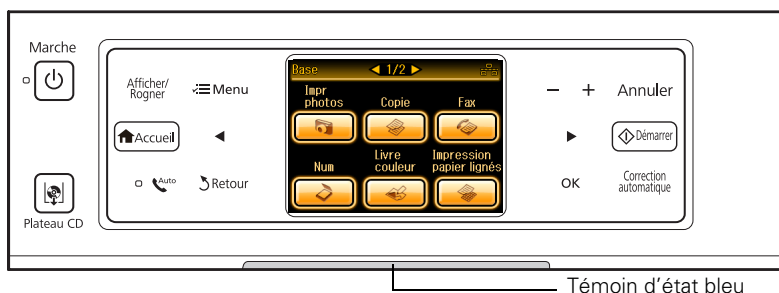 Marche
Afficher/
Rogner
Menu
Accueil
Auto
Retour
Plateau CD
Base
1/2
Impr
photos
Copie
Fax
Num
Livre
couleur
Impression
papier lignés
- +
Annuler
Démarrer
OK
Correction
automatique
Témoin d'état bleu